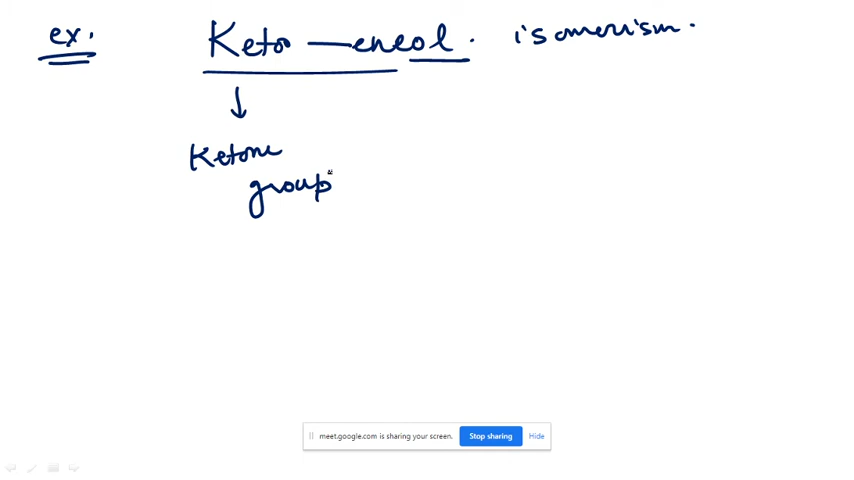 ex. Keto — eneol. isomerism.
Ketone
group
meet.google.com is sharing your screen. Stop sharing Hide